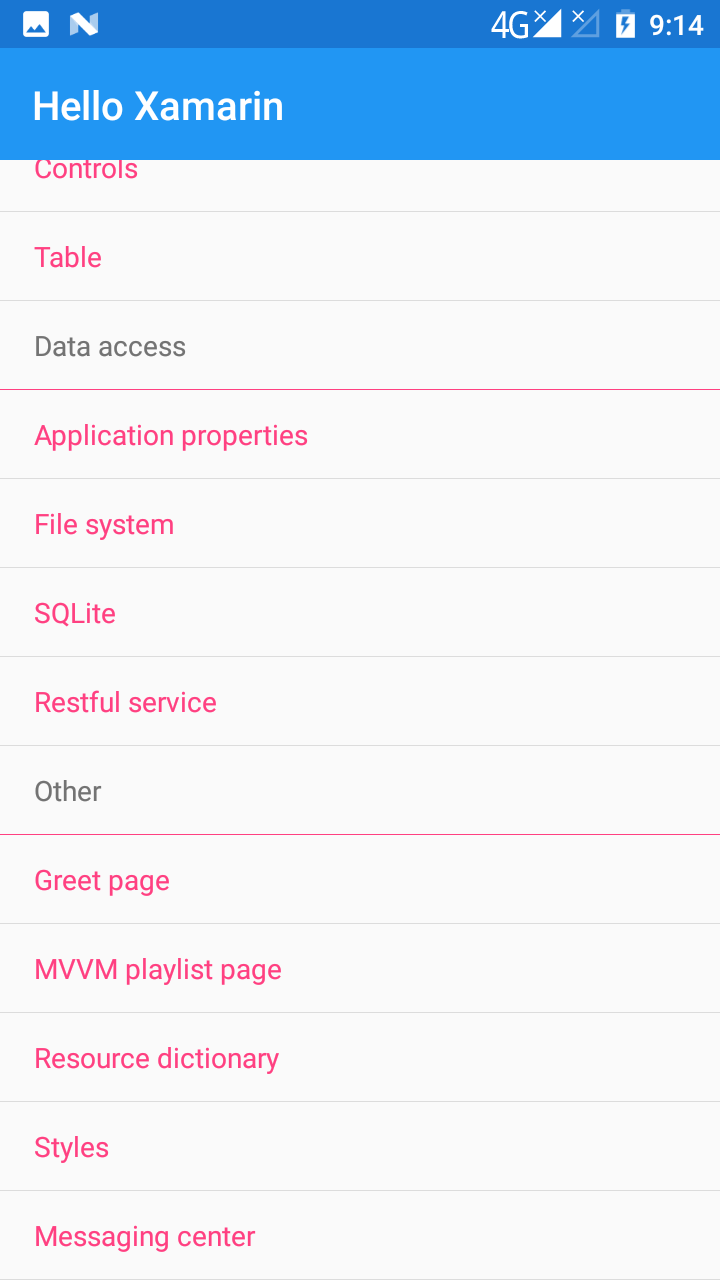 4G 9:14
Hello Xamarin
Controls
Table
Data access
Application properties
File system
SQLite
Restful service
Other
Greet page
MVVM playlist page
Resource dictionary
Styles
Messaging center